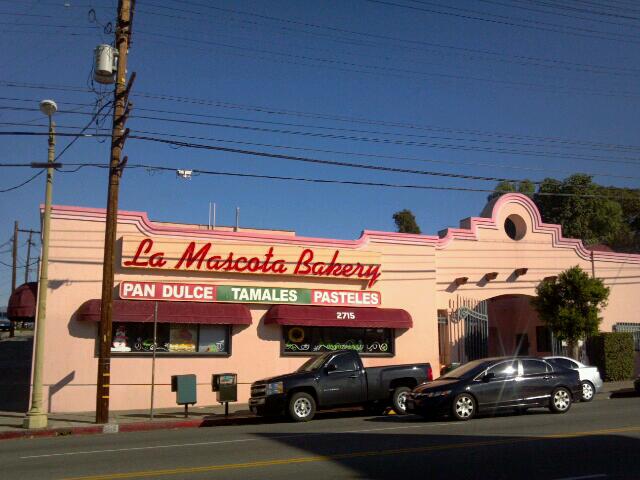 La Mascota Bakery
PAN DULCE TAMALES PASTELES
2715